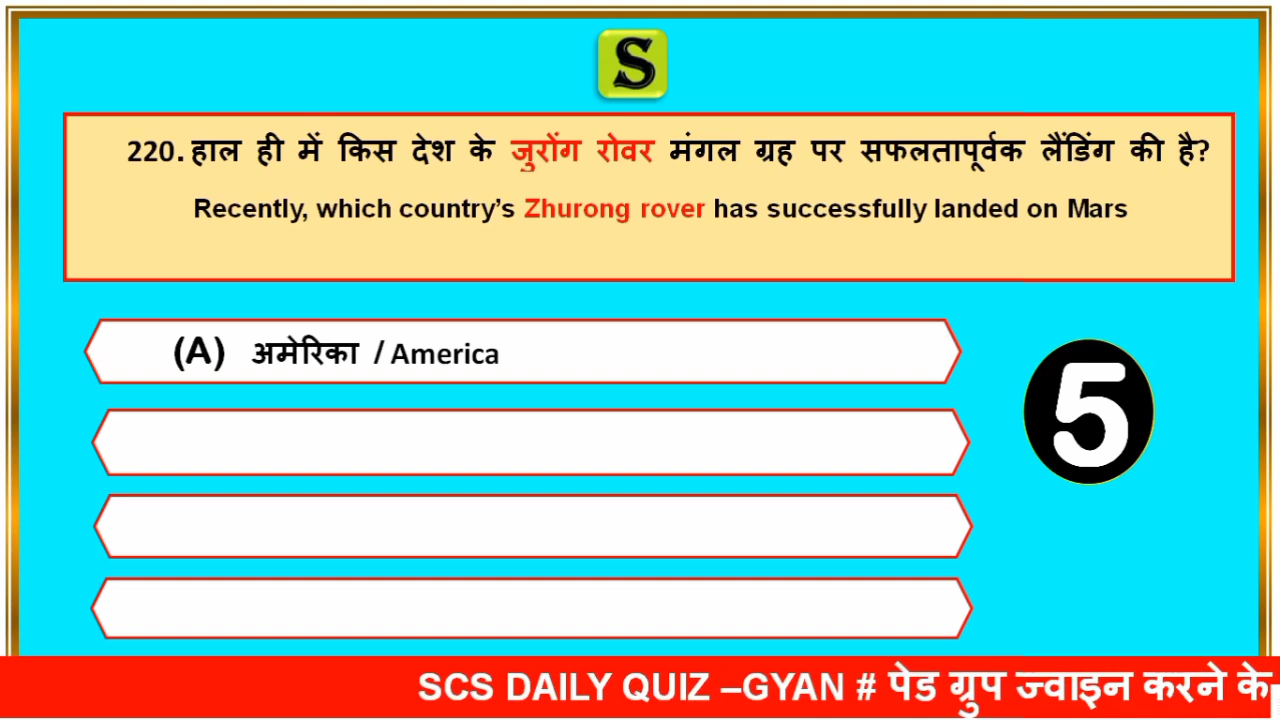 S
220. हाल ही में किस देश के जुरोंग रोवर मंगल ग्रह पर सफलतापूर्वक लैंडिंग की है?
Recently, which country’s Zhurong rover has successfully landed on Mars
(A) अमेरिका / America
5
SCS DAILY QUIZ –GYAN # पेड ग्रुप ज्वाइन करने के